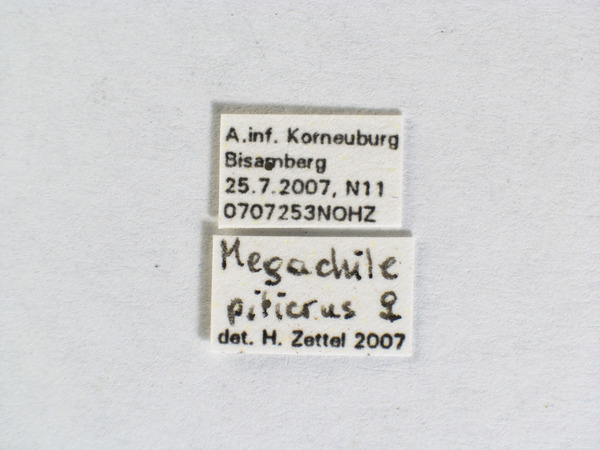 A.inf. Korneuburg
Bisamberg
25.7.2007, N11
0707253NOHZ
Megachile
pilicrus ♀
det. H. Zettel 2007